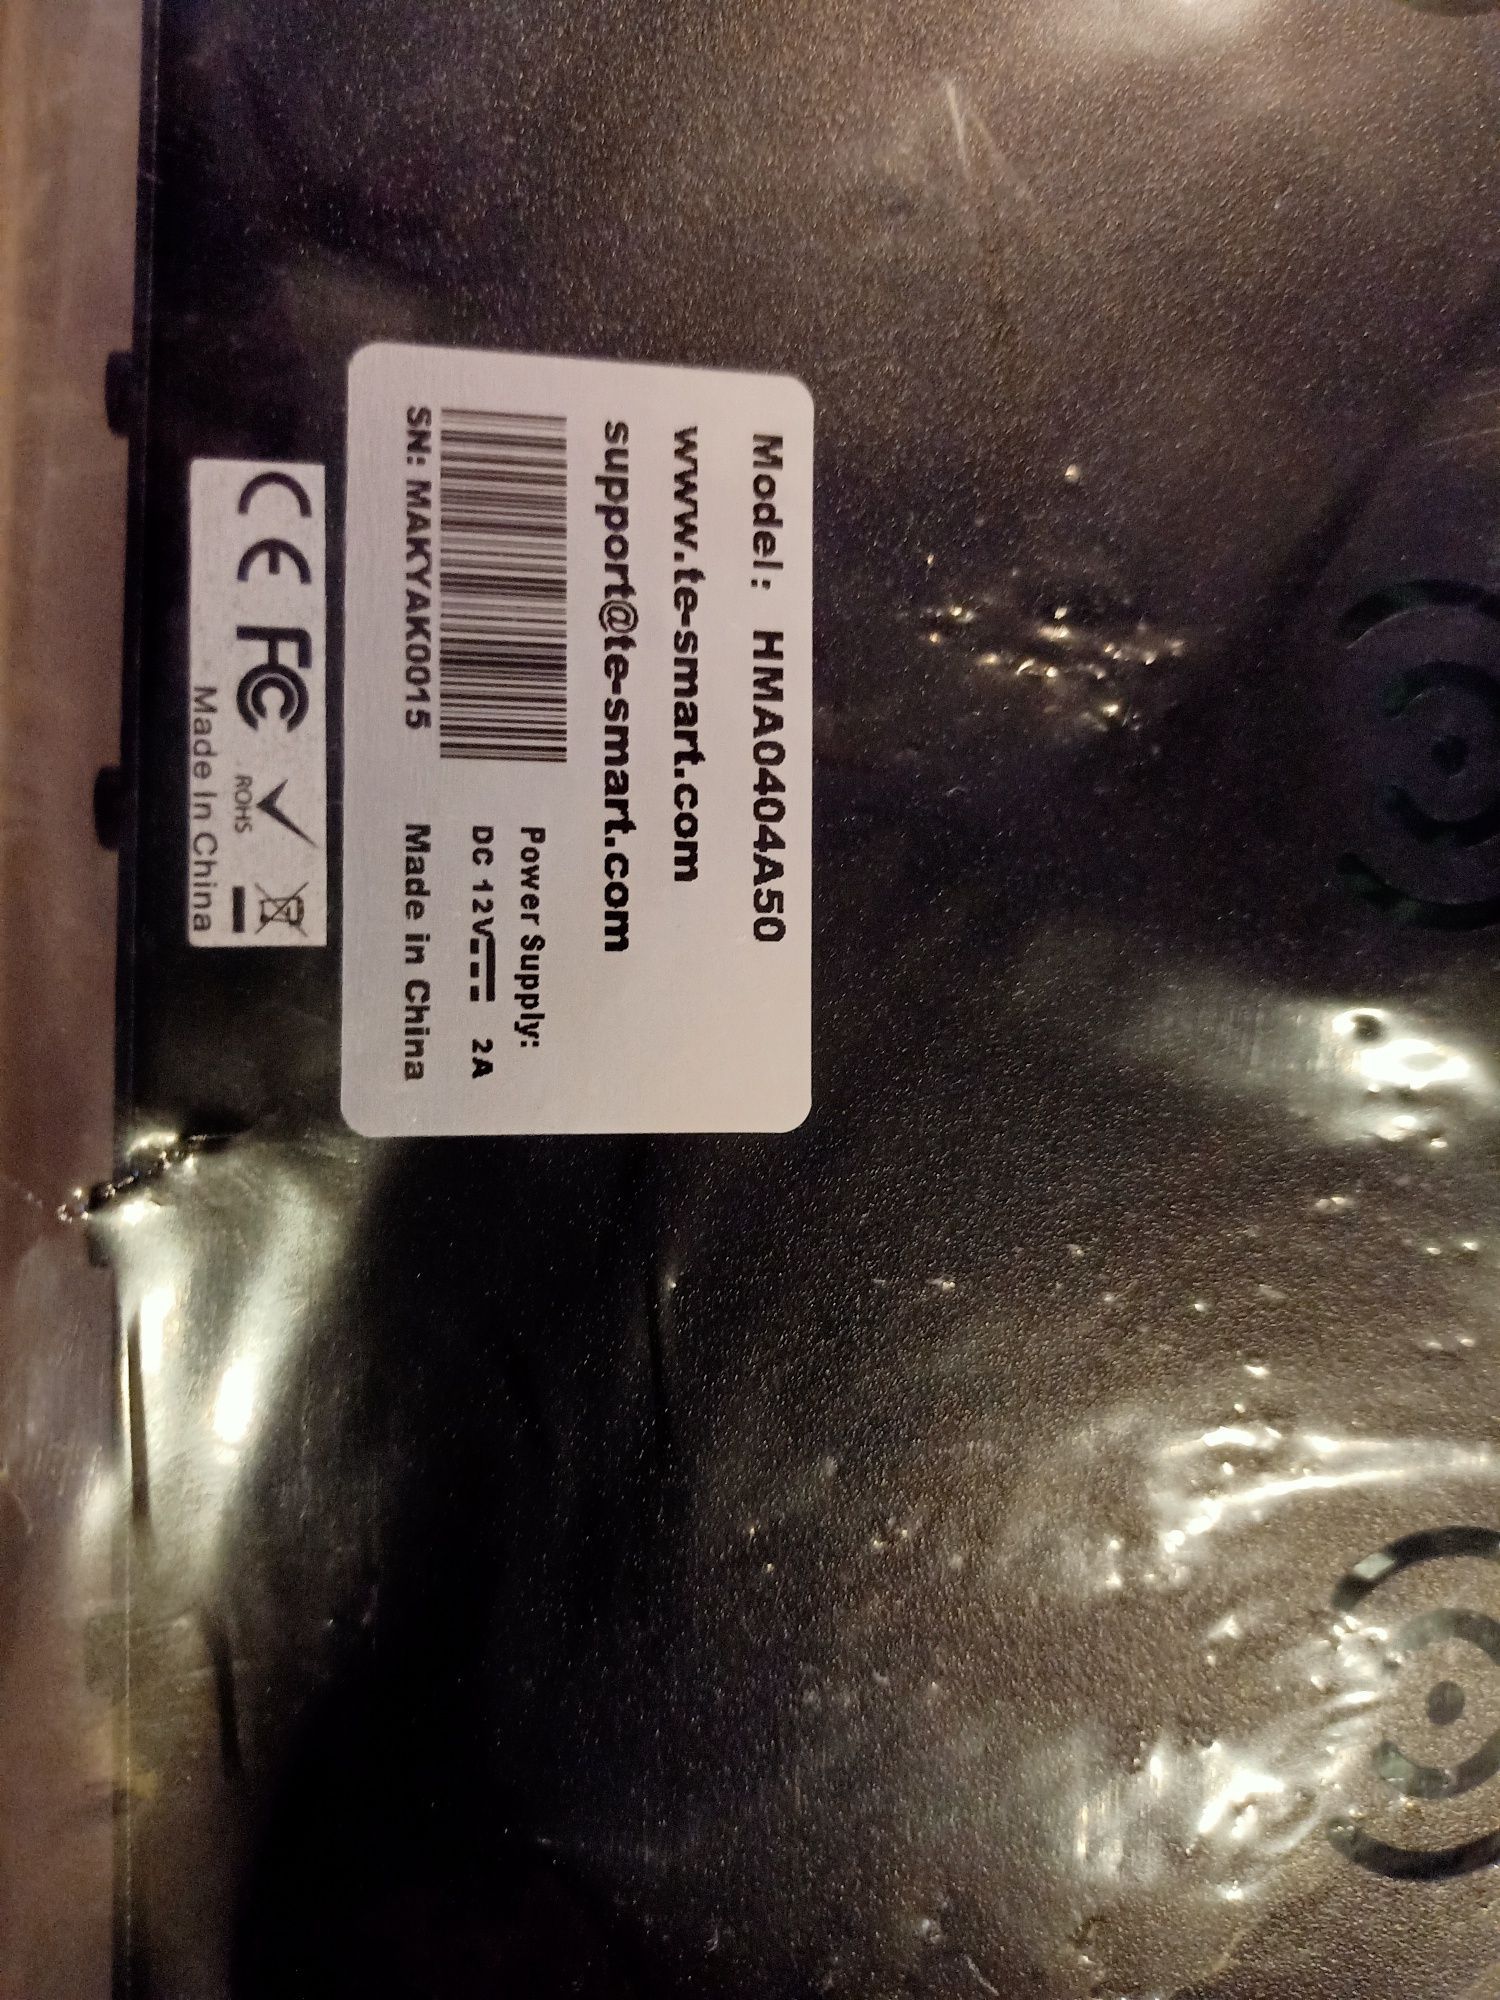 Model: HMA0404A50
www.te-smart.com
support@te-smart.com
Power Supply:
DC 12V 2A
SN: MAKYAK0015 Made in China
CE FC ROHS
Made In China